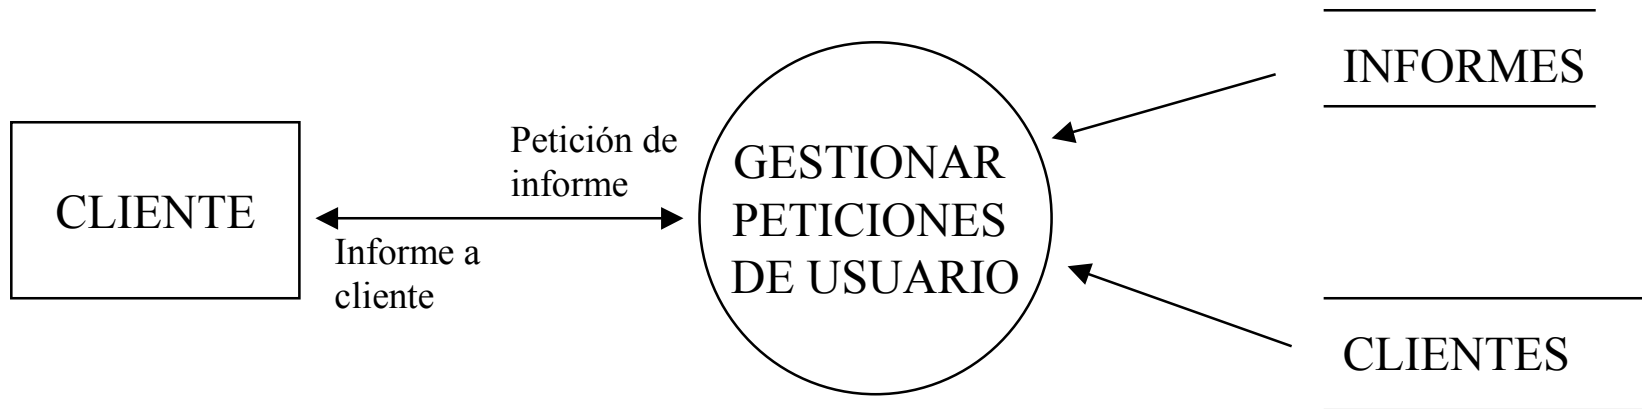 CLIENTE
Petición de
informe
Informe a
cliente
GESTIONAR
PETICIONES
DE USUARIO
INFORMES
CLIENTES